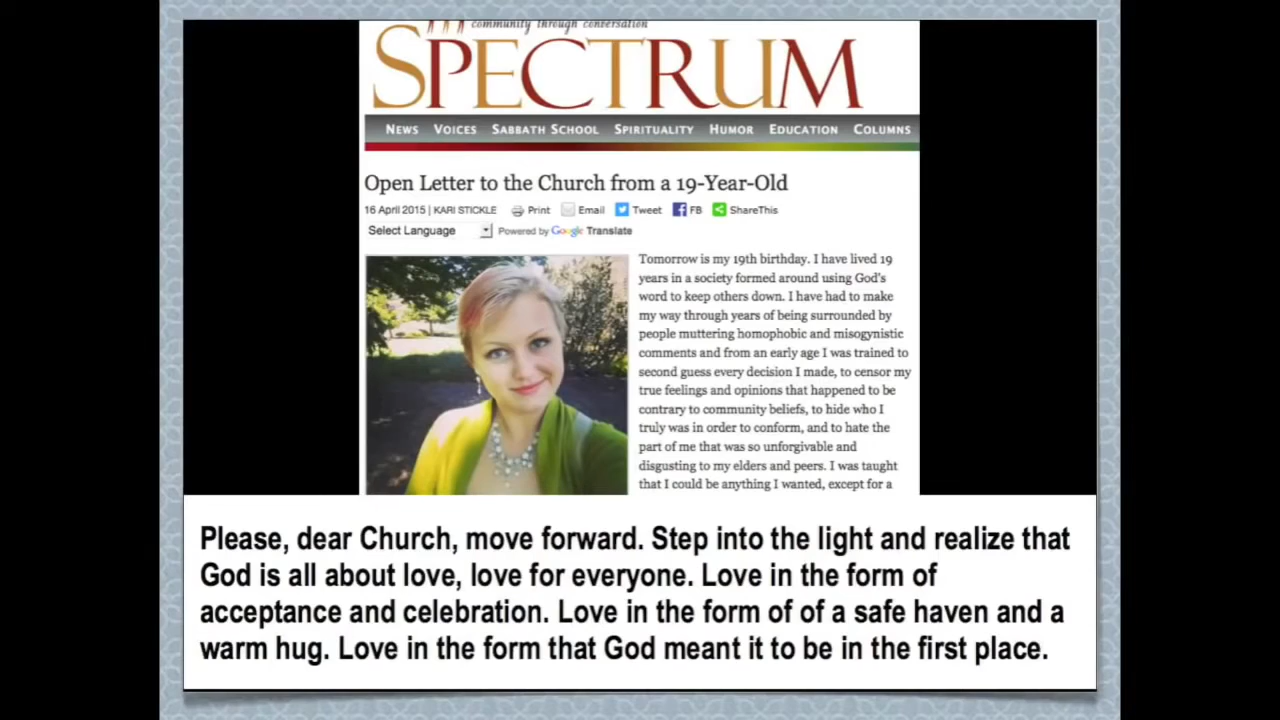 community through conversation
SPECTRUM
NEWS VOICES SABBATH SCHOOL SPIRITUALITY HUMOR EDUCATION COLUMNS
Open Letter to the Church from a 19-Year-Old
16 April 2015 | KARI STICKLE Print Email Tweet FB ShareThis
Select Language Powered by Google Translate
Tomorrow is my 19th birthday. I have lived 19
years in a society formed around using God's
word to keep others down. I have had to make
my way through years of being surrounded by
people muttering homophobic and misogynistic
comments and from an early age I was trained to
second guess every decision I made, to censor my
true feelings and opinions that happened to be
contrary to community beliefs, to hide who I
truly was in order to conform, and to hate the
part of me that was so unforgivable and
disgusting to my elders and peers. I was taught
that I could be anything I wanted, except for a
Please, dear Church, move forward. Step into the light and realize that
God is all about love, love for everyone. Love in the form of
acceptance and celebration. Love in the form of of a safe haven and a
warm hug. Love in the form that God meant it to be in the first place.